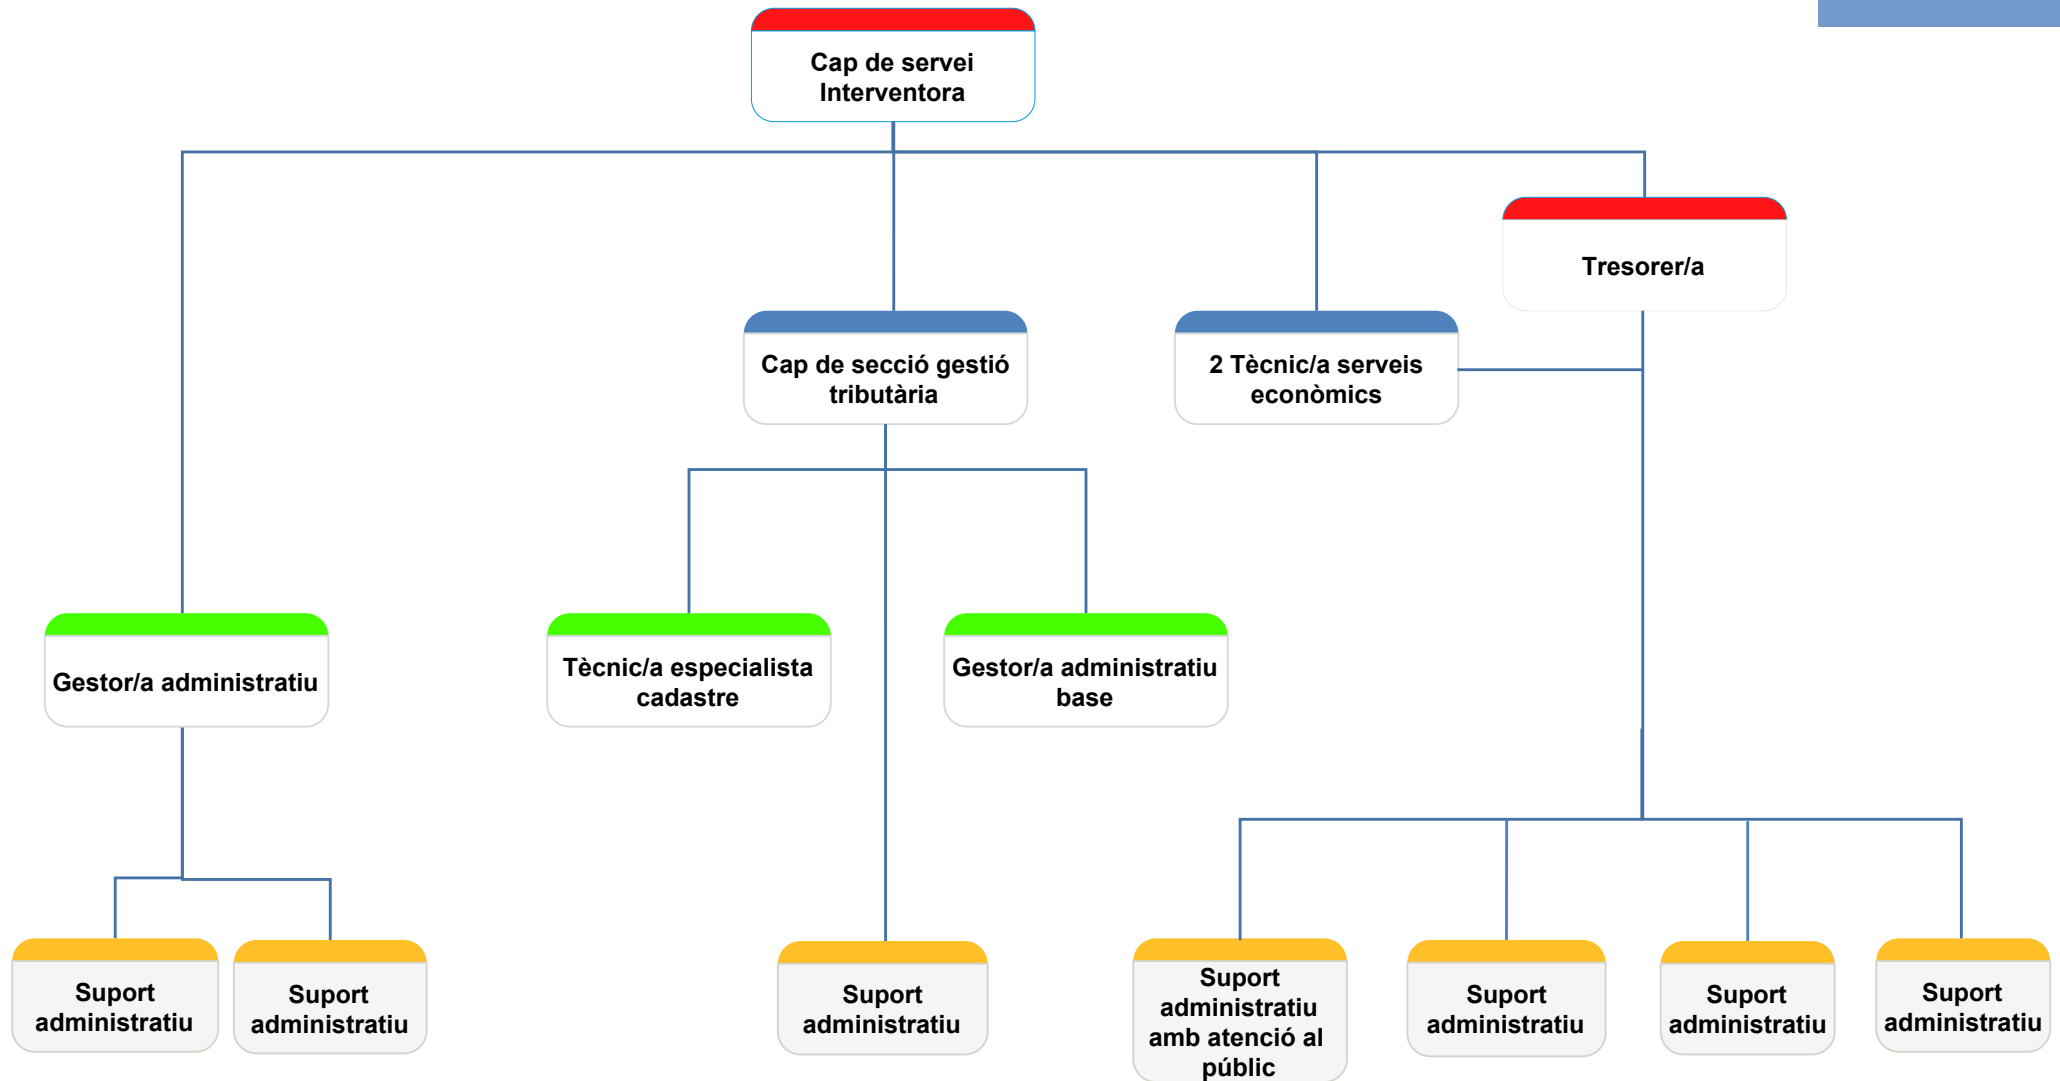 Cap de servei
Interventora
Tresorer/a
Cap de secció gestió
tributària
2 Tècnic/a serveis
econòmics
Gestor/a administratiu
Tècnic/a especialista
cadastre
Gestor/a administratiu
base
Suport
administratiu
Suport
administratiu
Suport
administratiu
Suport
administratiu
amb atenció al
públic
Suport
administratiu
Suport
administratiu
Suport
administratiu